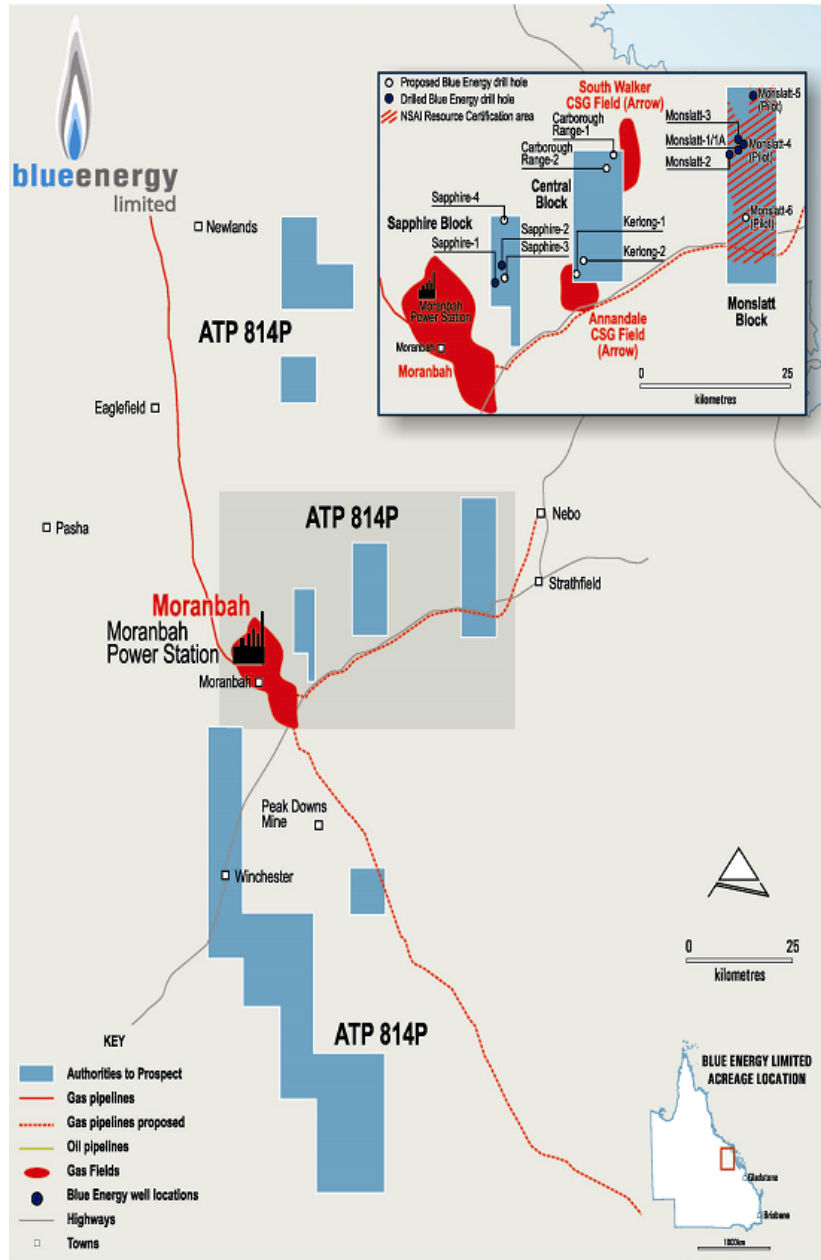 blueenergy
limited
Newlands
ATP 814P
Eaglefield
Pasha
ATP 814P
Nebo
Strathfield
Moranbah
Moranbah
Power Station
Moranbah
Peak Downs
Mine
Winchester
ATP 814P
0 25
kilometres
Proposed Blue Energy drill hole
Drilled Blue Energy drill hole
NSAI Resource Certification area
South Walker
CSG Field (Arrow)
Carborough
Range-1
Carborough
Range-2
Central
Block
Monslatt-5
(Pilot)
Monslatt-3
Monslatt-1/1A
Monslatt-4
(Pilot)
Monslatt-2
Monslatt-6
(Pilot)
Monslatt
Block
Sapphire-4
Sapphire Block
Sapphire-2
Sapphire-1
Sapphire-3
Kerlong-1
Kerlong-2
Moranbah
Power Station
Moranbah
Moranbah
Annandale
CSG Field
(Arrow)
0 25
kilometres
KEY
Authorities to Prospect
Gas pipelines
Gas pipelines proposed
Oil pipelines
Gas Fields
Blue Energy well locations
Highways
Towns
BLUE ENERGY LIMITED
ACREAGE LOCATION
Gladstone
Brisbane
1000km